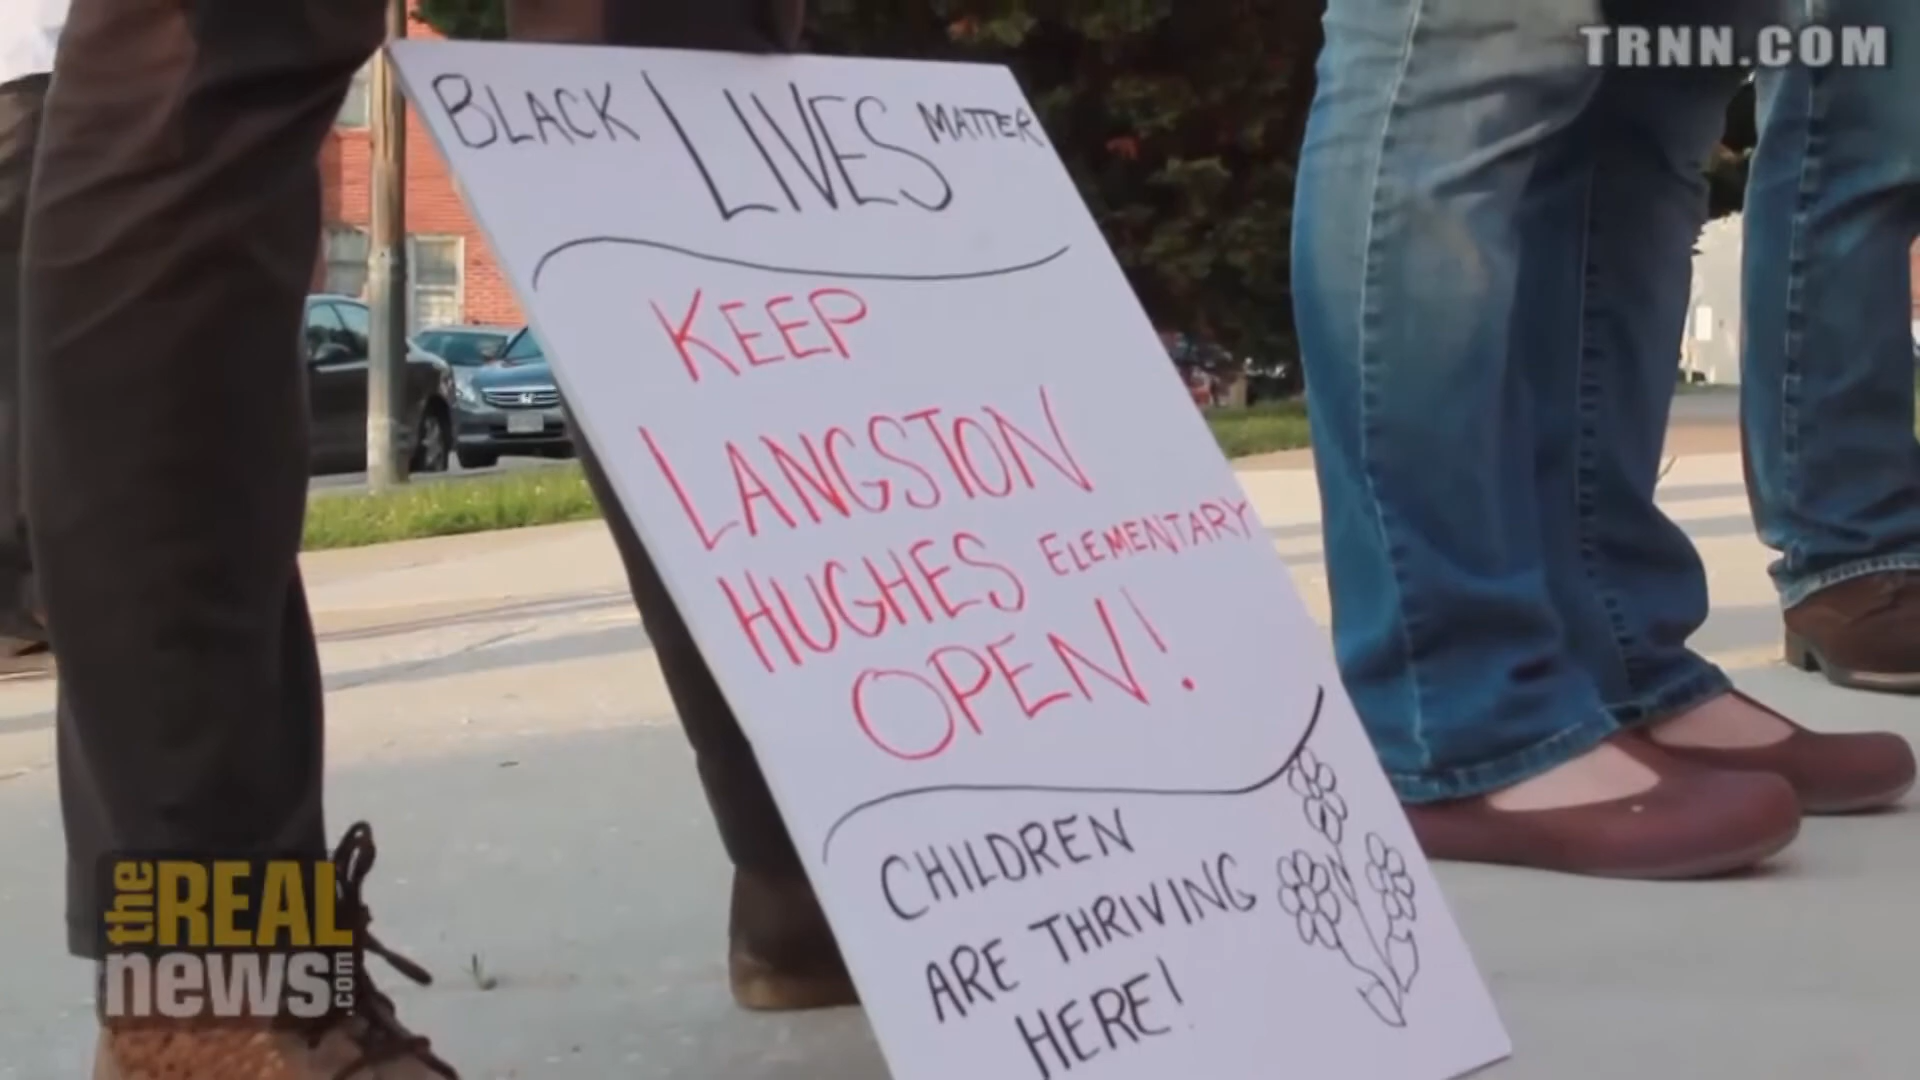 TRNN.COM
BLACK LIVES MATTER
KEEP
LANGSTON
HUGHES ELEMENTARY
OPEN!
CHILDREN
ARE THRIVING
HERE!
the REAL
news.com